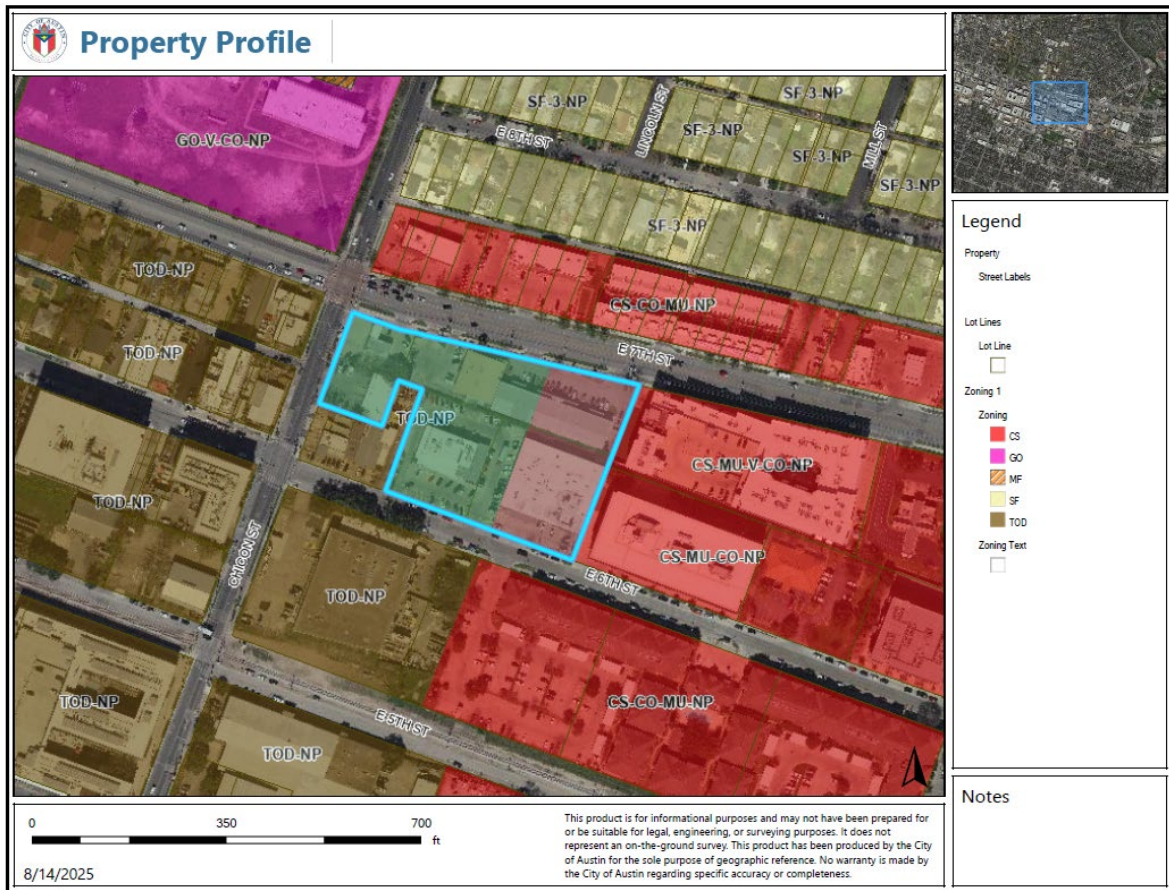 Property Profile
GO-V-CO-NP
SF-3-NP
SF-3-NP
LINCOLN ST
E 8TH ST
SF-3-NP
MILL ST
SF-3-NP
SF-3-NP
SF-3-NP
TOD-NP
CS-CO-MU-NP
TOD-NP
E 7TH ST
TOD-NP
CS-MU-V-CO-NP
TOD-NP
CS-MU-CO-NP
CHICON ST
E 6TH ST
TOD-NP
TOD-NP
CS-CO-MU-NP
E 5TH ST
TOD-NP
Legend
Property
Street Labels
Lot Lines
Lot Line
Zoning 1
Zoning
CS
GO
MF
SF
TOD
Zoning Text
Notes
0 350 700
ft
8/14/2025
This product is for informational purposes and may not have been prepared for
or be suitable for legal, engineering, or surveying purposes. It does not
represent an on-the-ground survey. This product has been produced by the City
of Austin for the sole purpose of geographic reference. No warranty is made by
the City of Austin regarding specific accuracy or completeness.